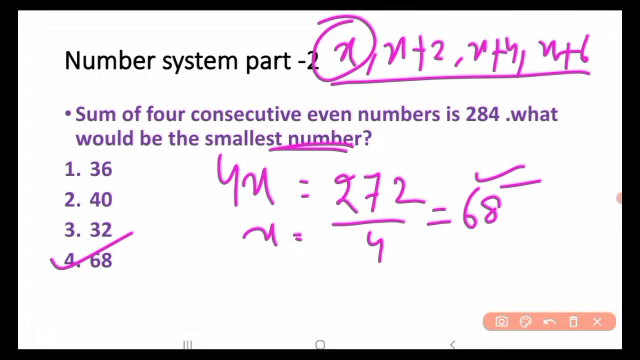 Number system part -2 x, x+2, x+4, x+6
• Sum of four consecutive even numbers is 284 .what
would be the smallest number?
1. 36
2. 40
3. 32
4. 68
4x = 272
x = 272/4 = 68